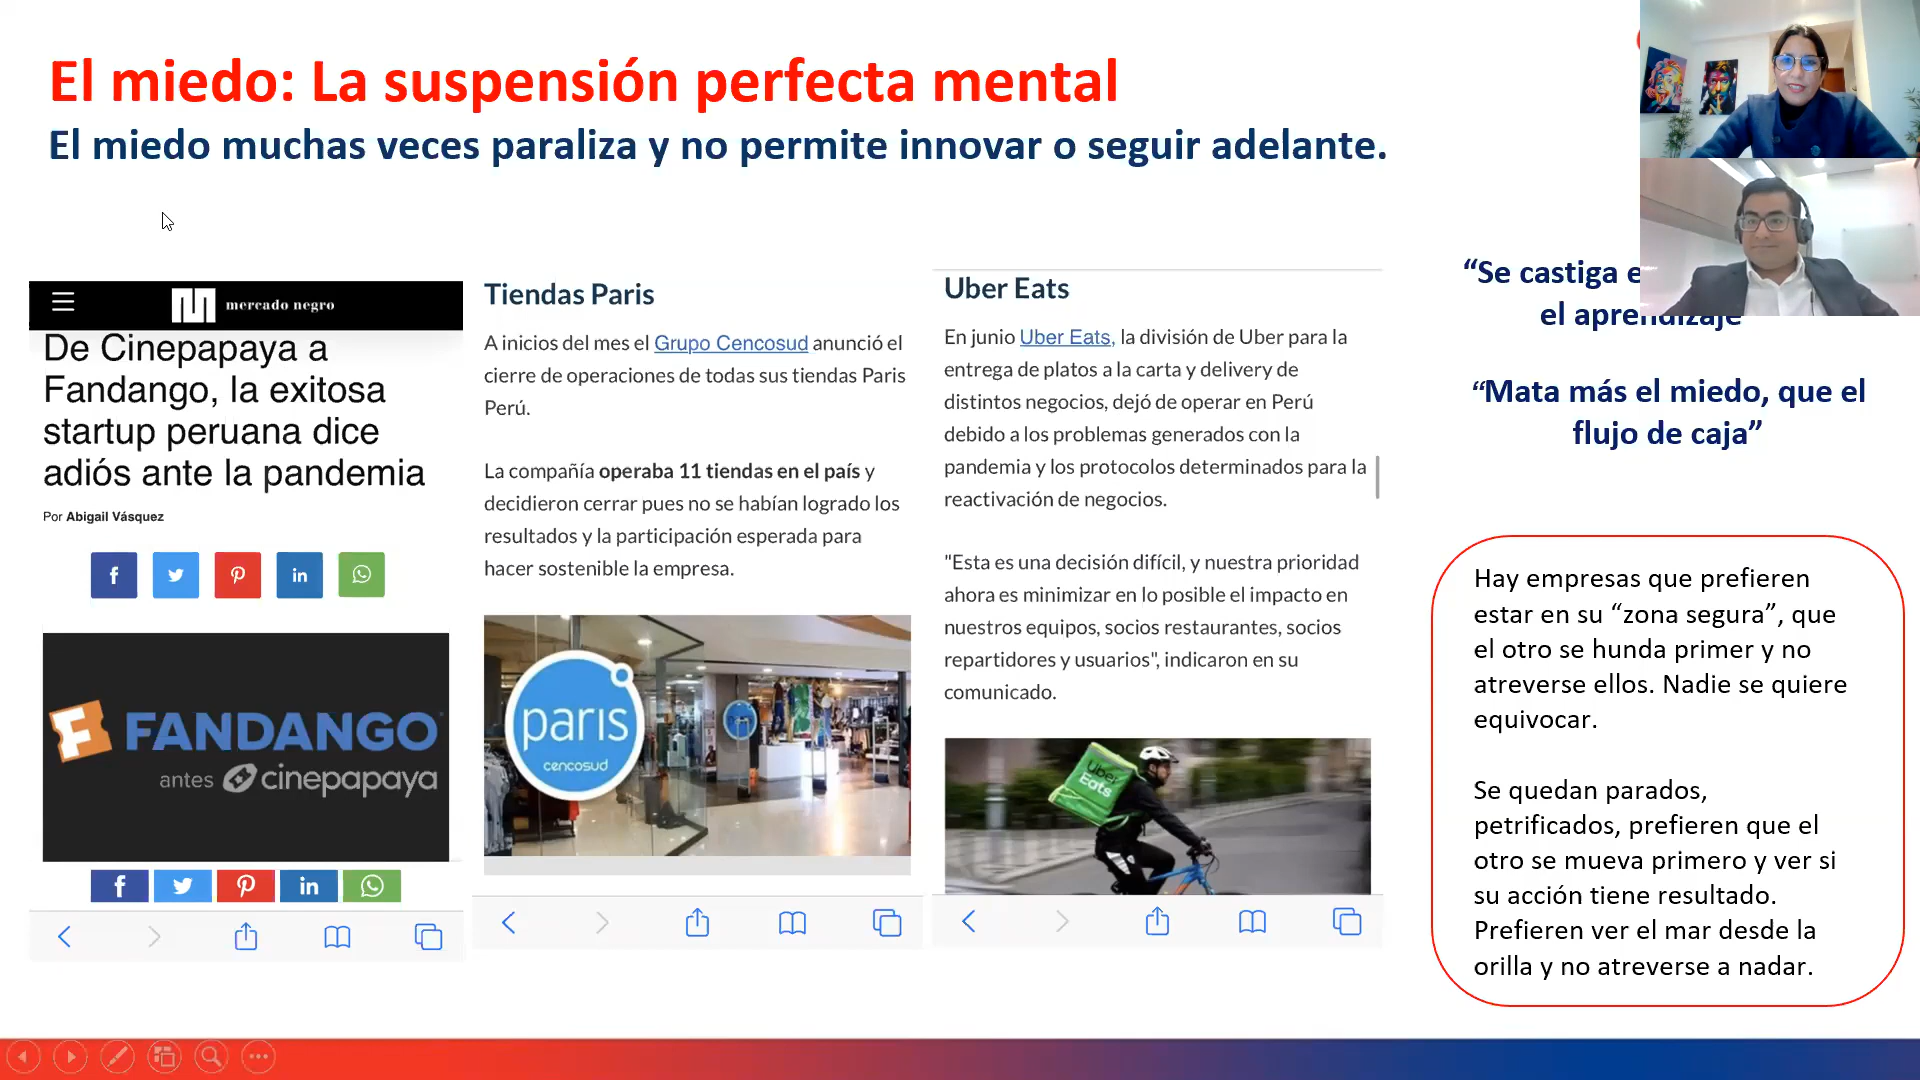 El miedo: La suspensión perfecta mental
El miedo muchas veces paraliza y no permite innovar o seguir adelante.
mercado negro
De Cinepapaya a
Fandango, la exitosa
startup peruana dice
adiós ante la pandemia
Por Abigail Vásquez
FANDANGO
antes cinepapaya
Tiendas Paris
A inicios del mes el Grupo Cencosud anunció el
cierre de operaciones de todas sus tiendas Paris
Perú.
La compañía operaba 11 tiendas en el país y
decidieron cerrar pues no se habían logrado los
resultados y la participación esperada para
hacer sostenible la empresa.
paris
cencosud
Uber Eats
En junio Uber Eats, la división de Uber para la
entrega de platos a la carta y delivery de
distintos negocios, dejó de operar en Perú
debido a los problemas generados con la
pandemia y los protocolos determinados para la
reactivación de negocios.
"Esta es una decisión difícil, y nuestra prioridad
ahora es minimizar en lo posible el impacto en
nuestros equipos, socios restaurantes, socios
repartidores y usuarios", indicaron en su
comunicado.
Uber
Eats
“Se castiga
el aprendizaje
“Mata más el miedo, que el
flujo de caja”
Hay empresas que prefieren
estar en su “zona segura”, que
el otro se hunda primer y no
atreverse ellos. Nadie se quiere
equivocar.
Se quedan parados,
petrificados, prefieren que el
otro se mueva primero y ver si
su acción tiene resultado.
Prefieren ver el mar desde la
orilla y no atreverse a nadar.